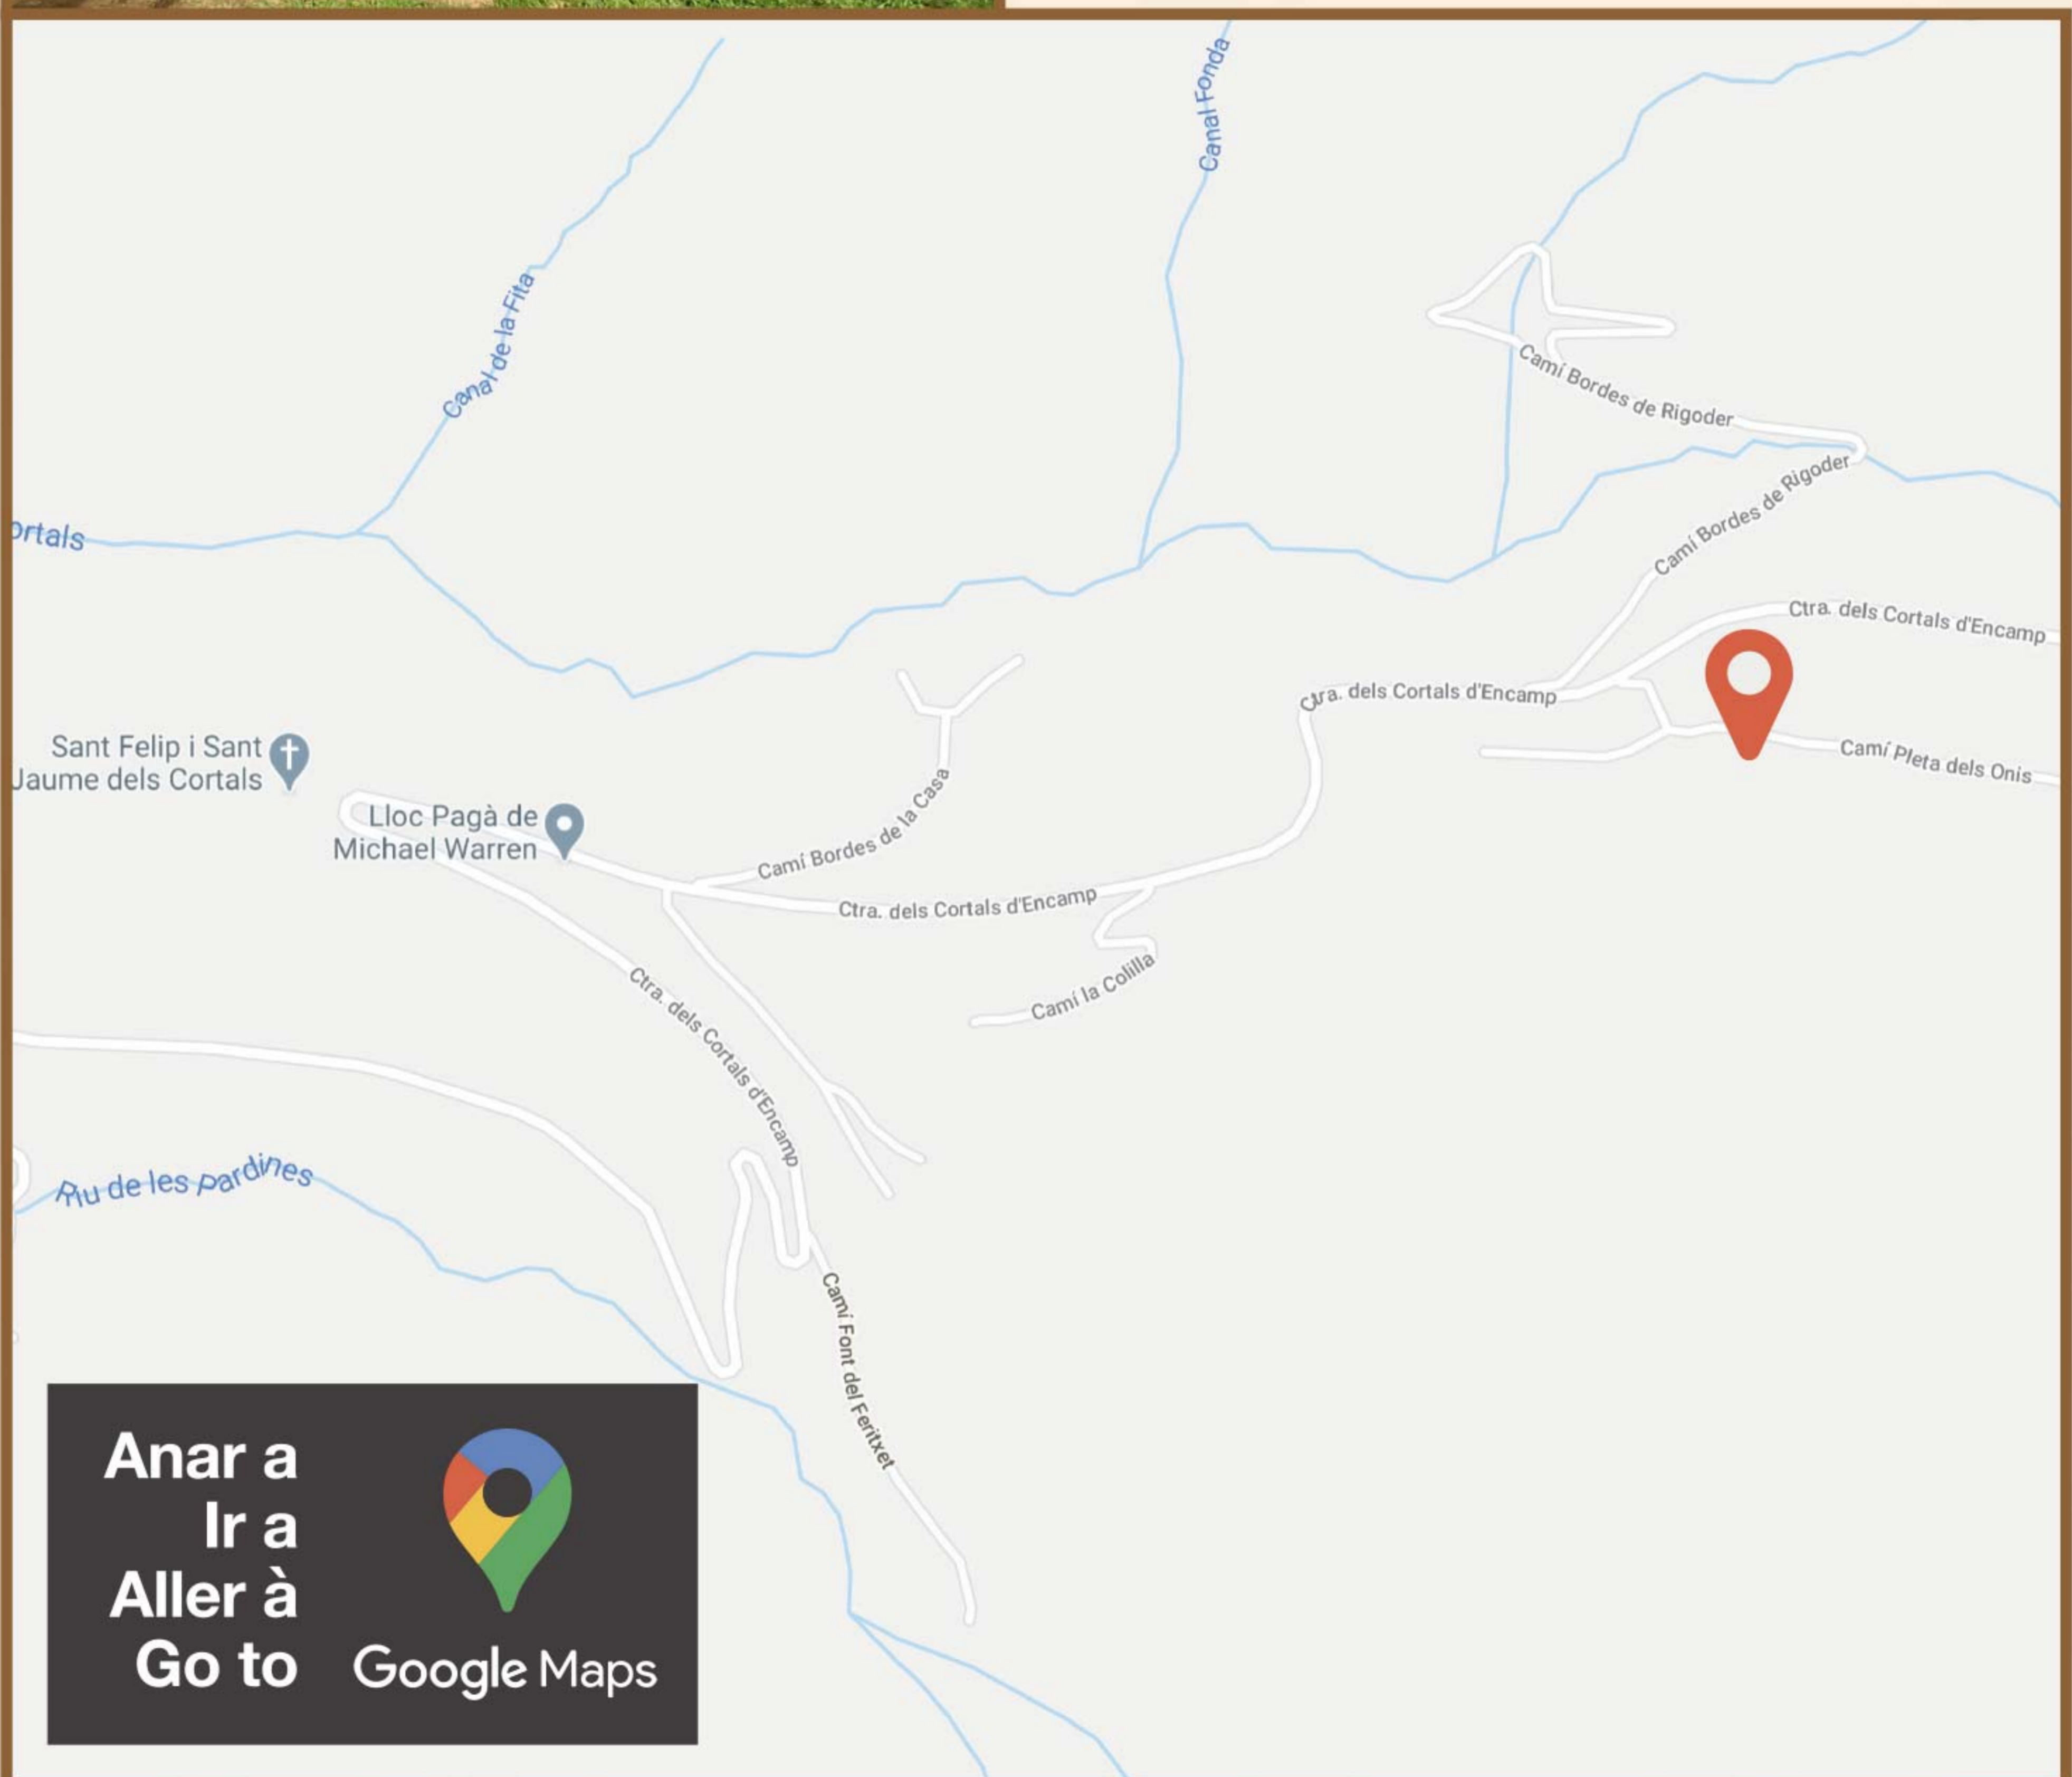 Canal Fonda
Canal de la Fita
Camí Bordes de Rigoder
Camí Bordes de Rigoder
ortals
Ctra. dels Cortals d'Encamp
Ctra. dels Cortals d'Encamp
Camí Pleta dels Onis
Sant Felip i Sant
Jaume dels Cortals
Lloc Pagà de
Michael Warren
Camí Bordes de la Casa
Ctra. dels Cortals d'Encamp
Camí la Colilla
Ctra. dels Cortals d'Encamp
Riu de les Pardines
Camí Font del Feritxet
Anar a
Ir a
Aller à
Go to
Google Maps